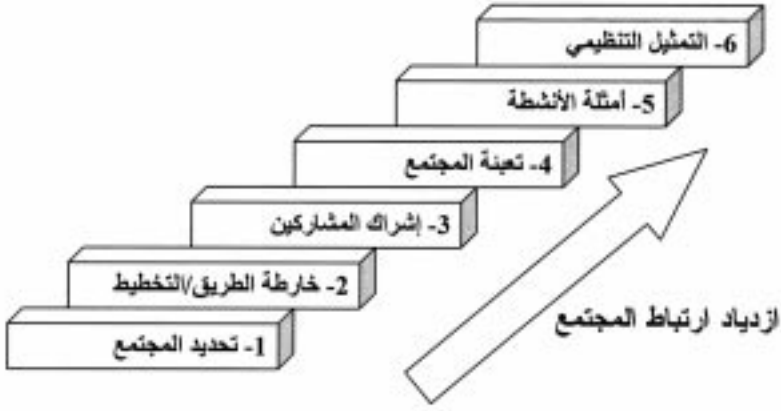 6- التمثيل التنظيمي
5- أمثلة الأنشطة
4- تعبئة المجتمع
3- إشراك المشاركين
2- خارطة الطريق/التخطيط
1- تحديد المجتمع
ازدياد ارتباط المجتمع